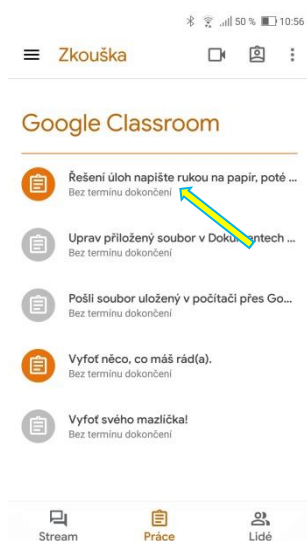 50 % 10:56
Zkouška
Google Classroom
Řešení úloh napište rukou na papír, poté ...
Bez termínu dokončení
Uprav přiložený soubor v Dokumentech ...
Bez termínu dokončení
Pošli soubor uložený v počítači přes Go...
Bez termínu dokončení
Vyfoť něco, co máš rád(a).
Bez termínu dokončení
Vyfoť svého mazlíčka!
Bez termínu dokončení
Stream Práce Lidé